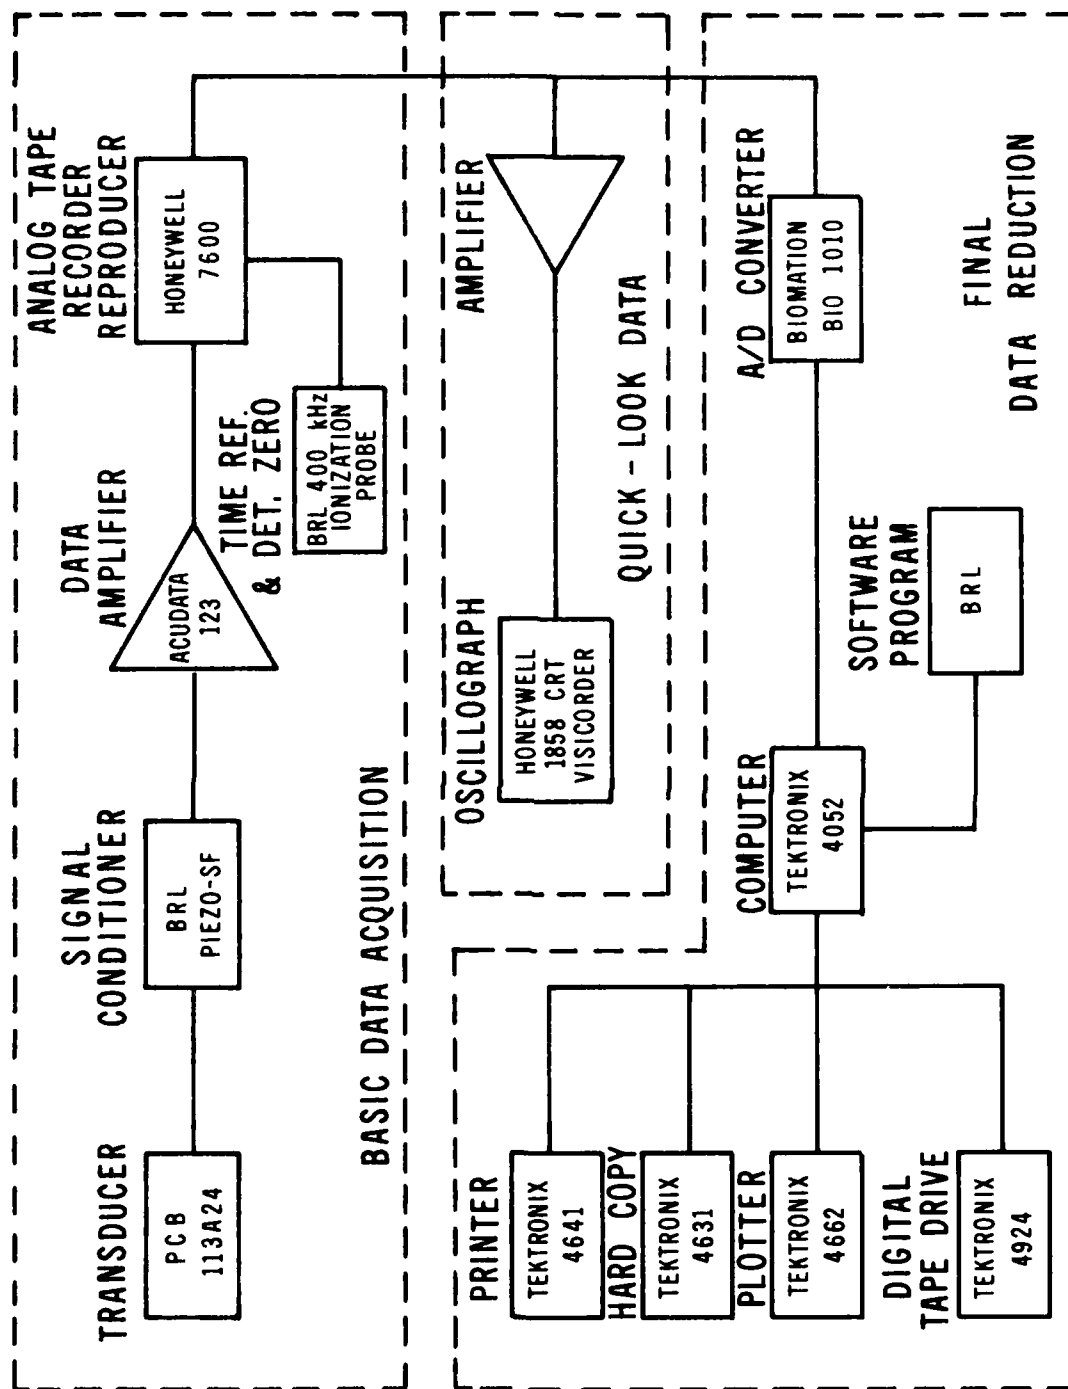 TRANSDUCER
PCB
113A24
SIGNAL
CONDITIONER
BRL
PIEZO-SF
DATA
AMPLIFIER
ACUDATA
123
ANALOG TAPE
RECORDER
REPRODUCER
HONEYWELL
7600
TIME REF.
& DET. ZERO
BRL 400 kHz
IONIZATION
PROBE
BASIC DATA ACQUISITION
OSCILLOGRAPH
HONEYWELL
1858 CRT
VISICORDER
AMPLIFIER
QUICK-LOOK DATA
PRINTER
TEKTRONIX
4641
HARD COPY
TEKTRONIX
4631
PLOTTER
TEKTRONIX
4662
DIGITAL
TAPE DRIVE
TEKTRONIX
4924
COMPUTER
TEKTRONIX
4052
SOFTWARE
PROGRAM
BRL
A/D CONVERTER
BIOMATION
BIO 1010
FINAL
DATA REDUCTION